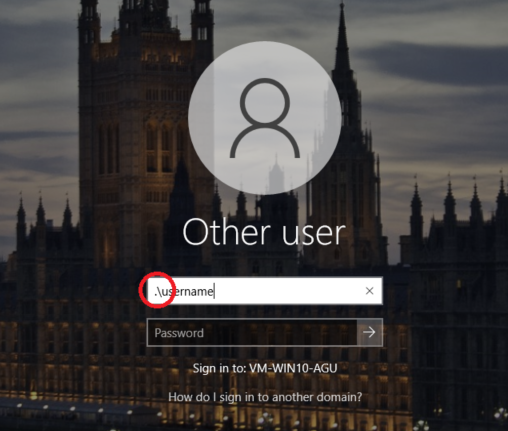 Other user
.\username
Password
Sign in to: VM-WIN10-AGU
How do I sign in to another domain?